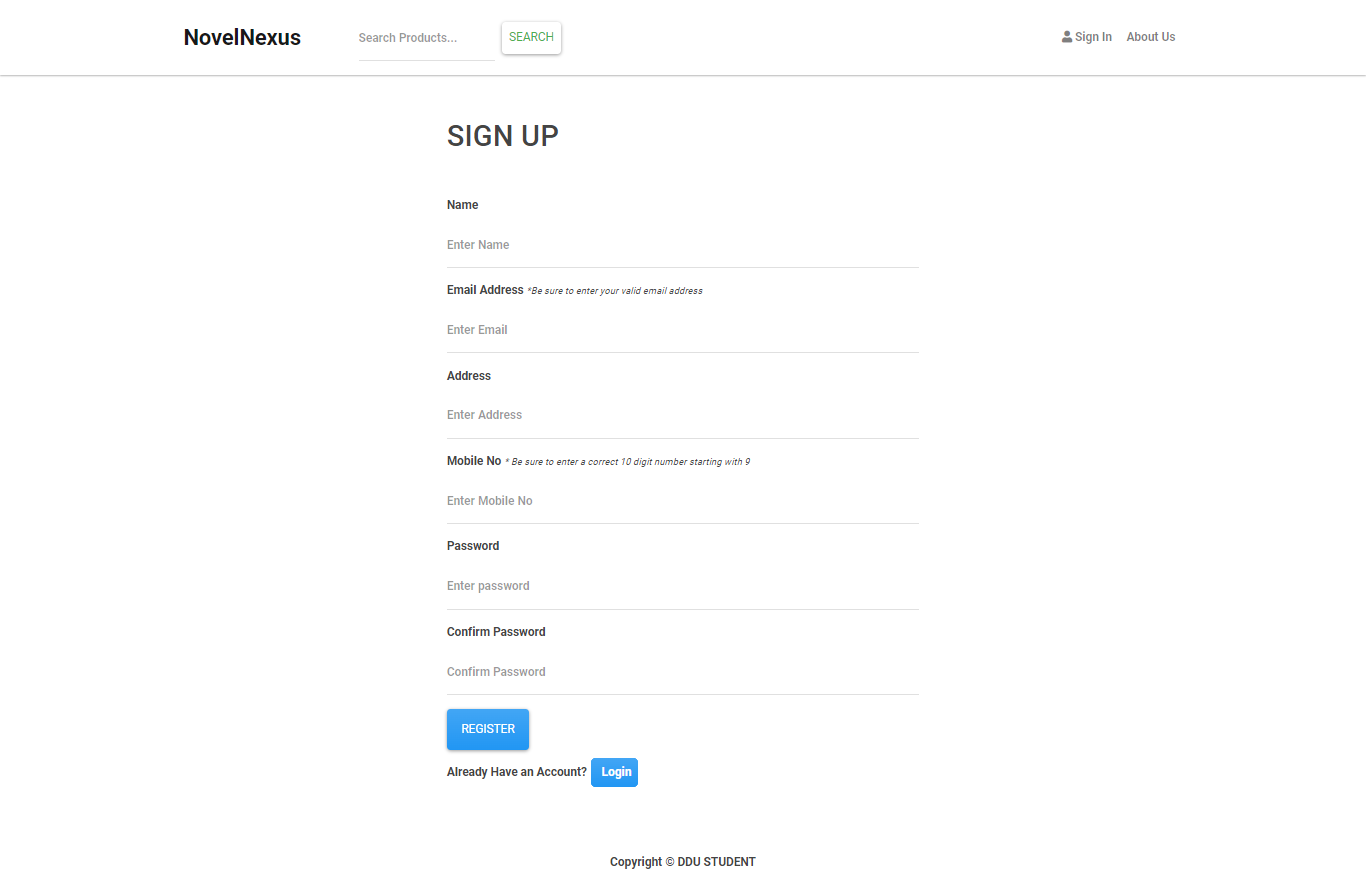 NovelNexus Search Products... SEARCH Sign In About Us
SIGN UP
Name
Enter Name
Email Address *Be sure to enter your valid email address
Enter Email
Address
Enter Address
Mobile No * Be sure to enter a correct 10 digit number starting with 9
Enter Mobile No
Password
Enter password
Confirm Password
Confirm Password
REGISTER
Already Have an Account? Login
Copyright © DDU STUDENT